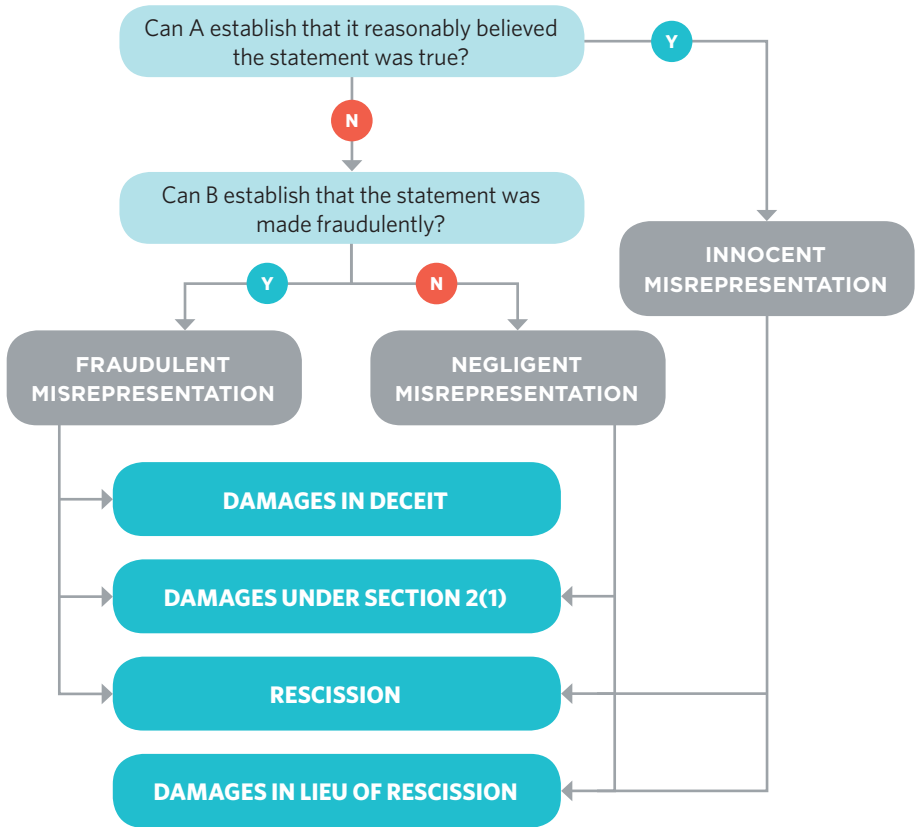 Can A establish that it reasonably believed
the statement was true?
Y
N
Can B establish that the statement was
made fraudulently?
Y
N
INNOCENT
MISREPRESENTATION
FRAUDULENT
MISREPRESENTATION
NEGLIGENT
MISREPRESENTATION
DAMAGES IN DECEIT
DAMAGES UNDER SECTION 2(1)
RESCISSION
DAMAGES IN LIEU OF RESCISSION